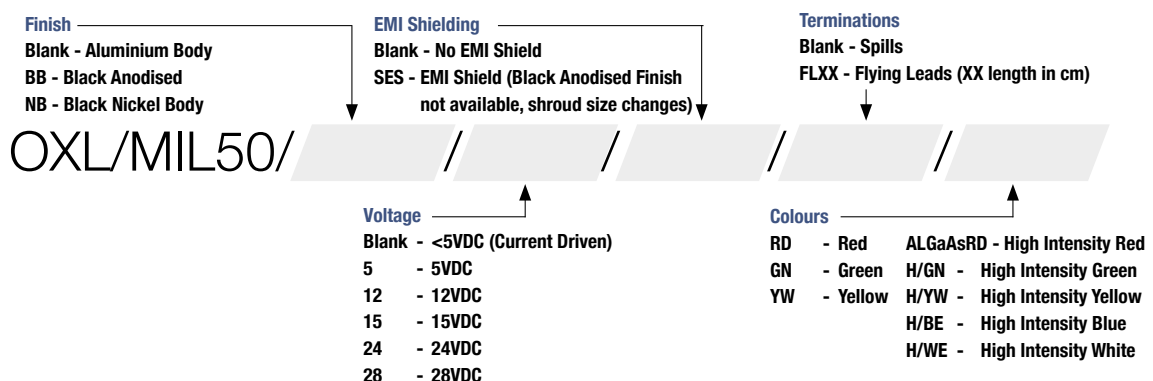 Finish
Blank - Aluminium Body
BB - Black Anodised
NB - Black Nickel Body
EMI Shielding
Blank - No EMI Shield
SES - EMI Shield (Black Anodised Finish
not available, shroud size changes)
Terminations
Blank - Spills
FLXX - Flying Leads (XX length in cm)
OXL/MIL50/ / / / /
Voltage
Blank - <5VDC (Current Driven)
5 - 5VDC
12 - 12VDC
15 - 15VDC
24 - 24VDC
28 - 28VDC
Colours
RD - Red ALGaAsRD - High Intensity Red
GN - Green H/GN - High Intensity Green
YW - Yellow H/YW - High Intensity Yellow
H/BE - High Intensity Blue
H/WE - High Intensity White